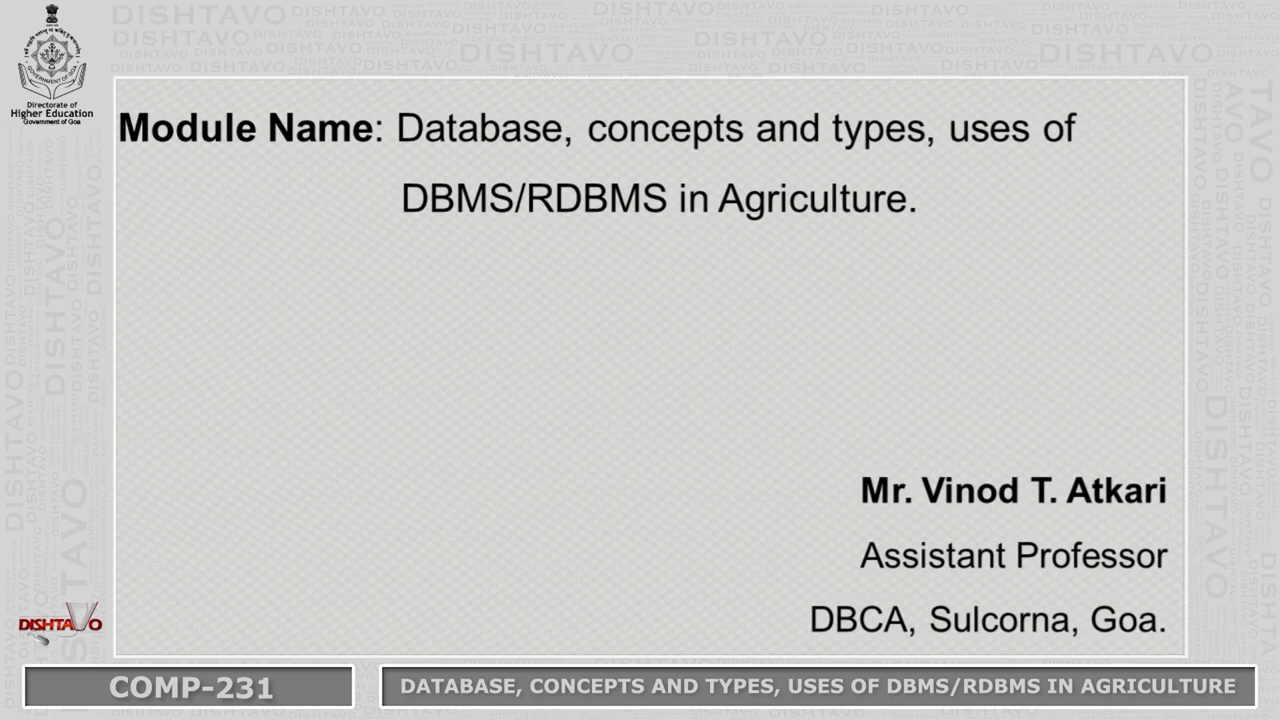 Directorate of
Higher Education
Government of Goa
Module Name: Database, concepts and types, uses of
DBMS/RDBMS in Agriculture.
Mr. Vinod T. Atkari
Assistant Professor
DBCA, Sulcorna, Goa.
DISHTAVO
COMP-231
DATABASE, CONCEPTS AND TYPES, USES OF DBMS/RDBMS IN AGRICULTURE